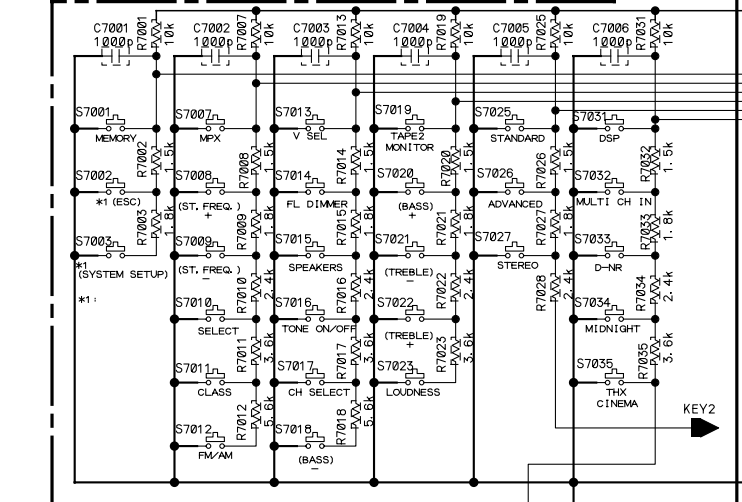 C7001 R7001 C7002 R7007 C7003 R7013 C7004 R7019 C7005 R7025 C7006 R7031
1000p 10k 1000p 10k 1000p 10k 1000p 10k 1000p 10k 1000p 10k
S7001 S7007 S7013 S7019 S7025 S7031
MEMORY MPX V SEL TAPE2 STANDARD DSP
MONITOR
R7002 1.5k R7008 1.5k R7014 1.5k R7020 1.5k R7026 1.5k R7032 1.5k
S7002 S7008 S7014 S7020 S7026 S7032
*1 (ESC) (ST. FREQ. ) FL DIMMER (BASS) ADVANCED MULTI CH IN
+ +
R7003 1.8k R7009 1.8k R7015 1.8k R7021 1.8k R7027 1.8k R7033 1.8k
S7003 S7009 S7015 S7021 S7027 S7033
*1
(SYSTEM SETUP) (ST. FREQ. ) SPEAKERS (TREBLE) STEREO D-NR
− −
*1:
R7010 2.4k R7016 2.4k R7022 2.4k R7028 2.4k R7034 2.4k
S7010 S7016 S7022 S7034
SELECT TONE ON/OFF (TREBLE) MIDNIGHT
+
R7011 3.6k R7017 3.6k R7023 3.6k R7035 3.6k
S7011 S7017 S7023 S7035
CLASS CH SELECT LOUDNESS THX
CINEMA
R7012 5.6k R7018 5.6k
KEY2
S7012 S7018
FM/AM (BASS)
−